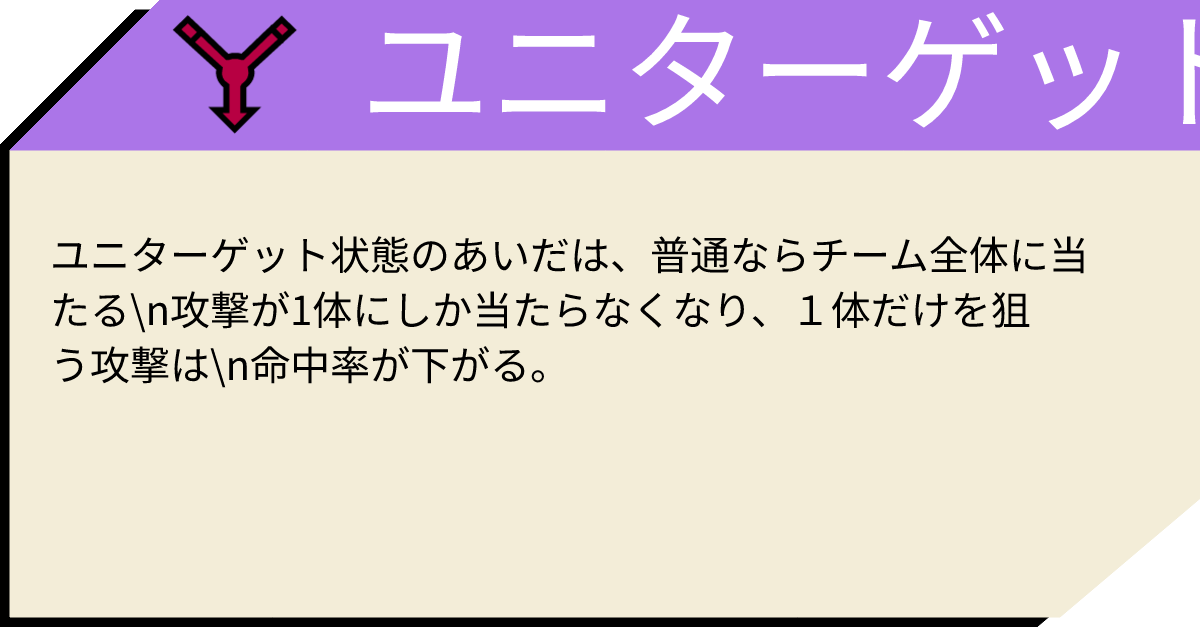 ユニターゲット
ユニターゲット状態のあいだは、普通ならチーム全体に当
たる\n攻撃が1体にしか当たらなくなり、１体だけを狙
う攻撃は\n命中率が下がる。